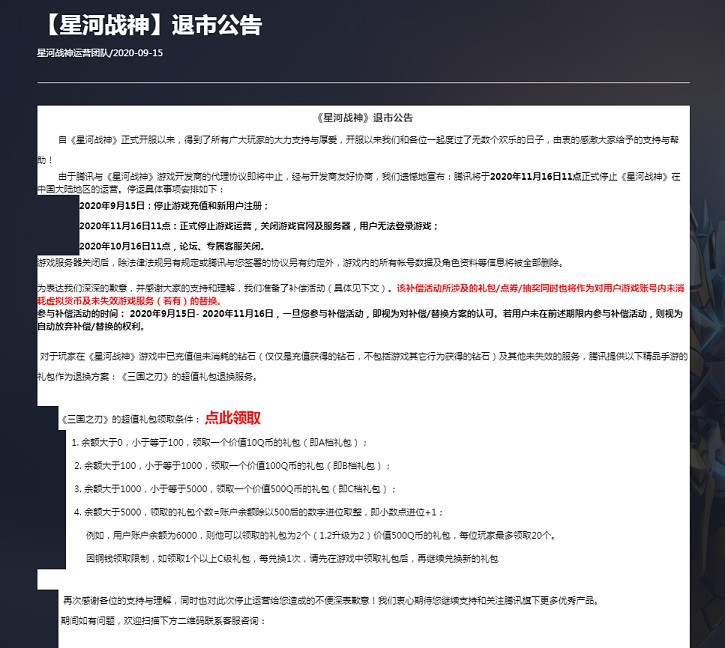 【星河战神】退市公告
星河战神运营团队/2020-09-15
《星河战神》退市公告
自《星河战神》正式开服以来，得到了所有广大玩家的大力支持与厚爱，开服以来我们和各位一起度过了无数个欢乐的日子，由衷的感激大家给予的支持与帮
助！
由于腾讯与《星河战神》游戏开发商的代理协议即将中止，经与开发商友好协商，我们遗憾地宣布：腾讯将于2020年11月16日11点正式停止《星河战神》在
中国大陆地区的运营。停运具体事项安排如下：
2020年9月15日：停止游戏充值和新用户注册；
2020年11月16日11点：正式停止游戏运营，关闭游戏官网及服务器，用户无法登录游戏；
2020年10月16日11点，论坛、专属客服关闭。
游戏服务器关闭后，除法律法规另有规定或腾讯与您签署的协议另有约定外，游戏内的所有帐号数据及角色资料等信息将被全部删除。
为表达我们深深的歉意，并感谢大家的支持和理解，我们准备了补偿活动（具体见下文）。该补偿活动所涉及的礼包/点券/抽奖同时也将作为对用户游戏账号内未消
耗虚拟货币及未失效游戏服务（若有）的替换。
参与补偿活动的时间： 2020年9月15日- 2020年11月16日，一旦您参与补偿活动，即视为对补偿/替换方案的认可。若用户未在前述期限内参与补偿活动，则视为
自动放弃补偿/替换的权利。
对于玩家在《星河战神》游戏中已充值但未消耗的钻石（仅仅是充值获得的钻石，不包括游戏其它行为获得的钻石）及其他未失效的服务，腾讯提供以下精品手游的
礼包作为退换方案：《三国之刃》的超值礼包退换服务。
《三国之刃》的超值礼包领取条件： 点此领取
1. 余额大于0，小于等于100，领取一个价值10Q币的礼包（即A档礼包）；
2. 余额大于100，小于等于1000，领取一个价值100Q币的礼包（即B档礼包）；
3. 余额大于1000，小于等于5000，领取一个价值500Q币的礼包（即C档礼包）；
4. 余额大于5000，领取的礼包个数=账户余额除以500后的数字进位取整，即小数点进位+1；
例如，用户账户余额为6000，则他可以领取的礼包为2个（1.2升级为2）价值500Q币的礼包，每位玩家最多领取20个。
因铜钱领取限制，如领取1个以上C级礼包，每兑换1次，请先在游戏中领取礼包后，再继续兑换新的礼包
再次感谢各位的支持与理解，同时也对此次停止运营给您造成的不便深表歉意！我们衷心期待您继续支持和关注腾讯旗下更多优秀产品。
期间如有问题，欢迎扫描下方二维码联系客服咨询：